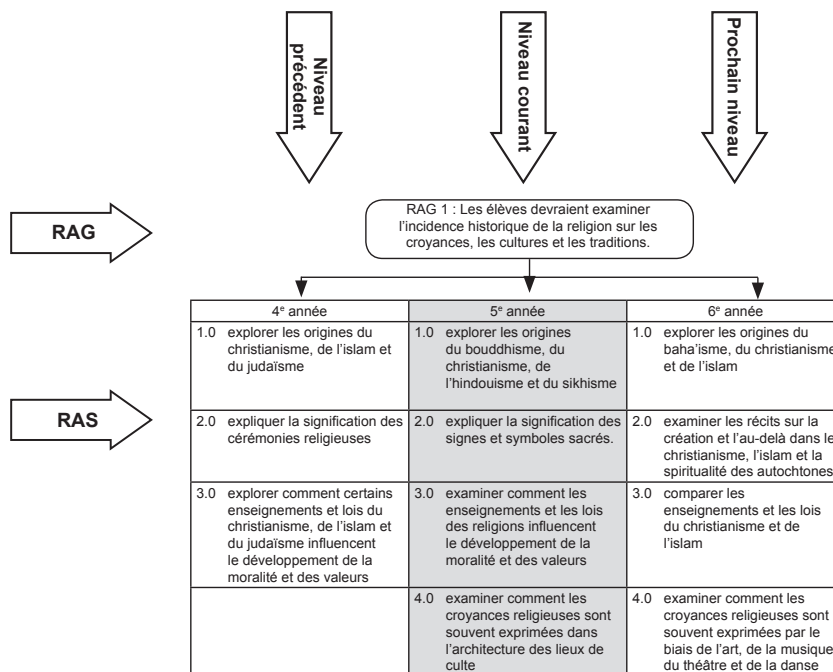 Niveau
précédent
Niveau courant
Prochain niveau
RAG
RAG 1 : Les élèves devraient examiner
l'incidence historique de la religion sur les
croyances, les cultures et les traditions.
4e année
5e année
6e année
1.0 explorer les origines du
christianisme, de l'islam et
du judaïsme
1.0 explorer les origines
du bouddhisme, du
christianisme, de
l'hindouisme et du sikhisme
1.0 explorer les origines du
baha'isme, du christianisme
et de l'islam
RAS
2.0 expliquer la signification des
cérémonies religieuses
2.0 expliquer la signification des
signes et symboles sacrés.
2.0 examiner les récits sur la
création et l'au-delà dans le
christianisme, l'islam et la
spiritualité des autochtones
3.0 explorer comment certains
enseignements et lois du
christianisme, de l'islam et
du judaïsme influencent
le développement de la
moralité et des valeurs
3.0 examiner comment les
enseignements et les lois
des religions influencent
le développement de la
moralité et des valeurs
3.0 comparer les
enseignements et les lois
du christianisme et de
l'islam
4.0 examiner comment les
croyances religieuses sont
souvent exprimées dans
l'architecture des lieux de
culte
4.0 examiner comment les
croyances religieuses sont
souvent exprimées par le
biais de l'art, de la musique
du théâtre et de la danse